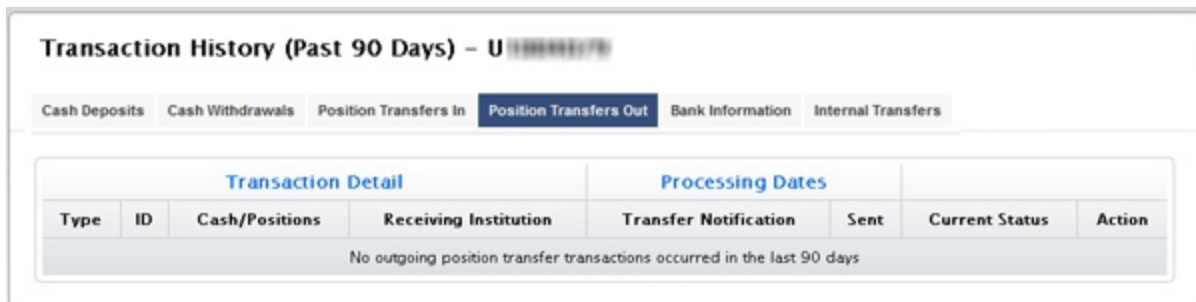 Transaction History (Past 90 Days) - U
Cash Deposits Cash Withdrawals Position Transfers In Position Transfers Out Bank Information Internal Transfers
Transaction Detail Processing Dates
Type ID Cash/Positions Receiving Institution Transfer Notification Sent Current Status Action
No outgoing position transfer transactions occurred in the last 90 days